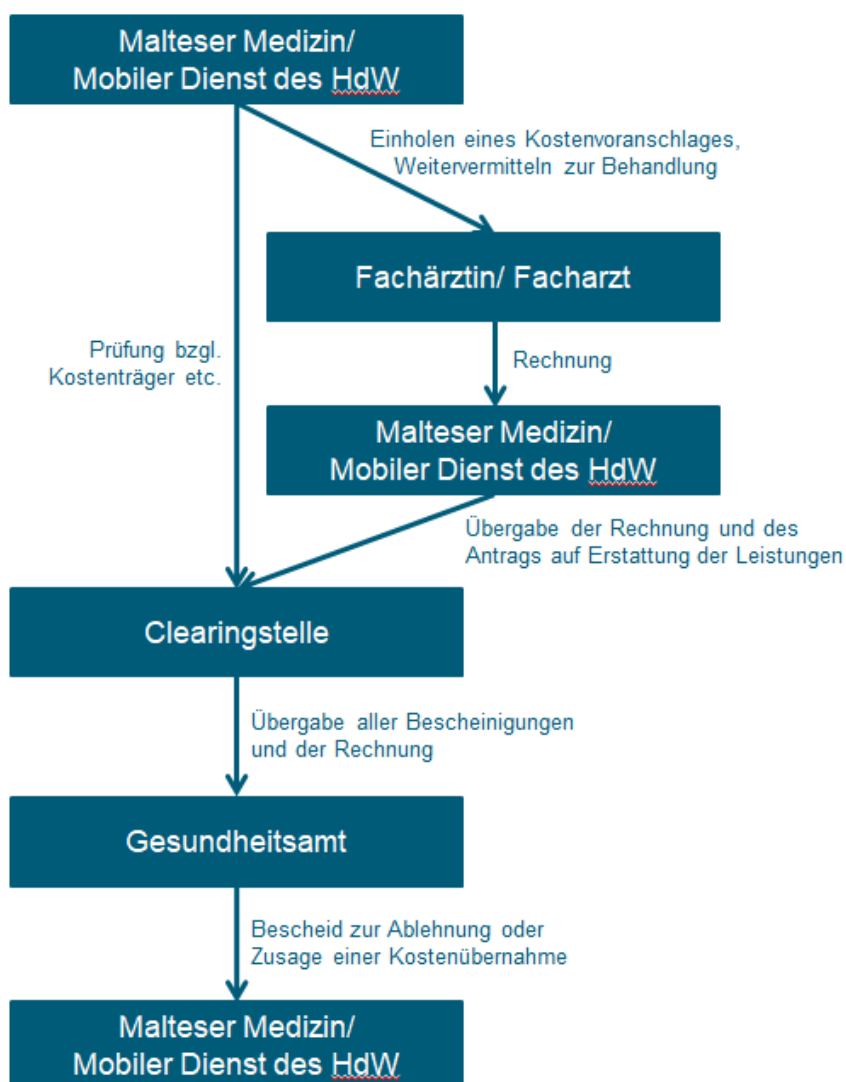 Malteser Medizin/
Mobiler Dienst des HdW
Einholen eines Kostenvoranschlages,
Weitervermitteln zur Behandlung
Fachärztin/ Facharzt
Prüfung bzgl.
Kostenträger etc.
Rechnung
Malteser Medizin/
Mobiler Dienst des HdW
Übergabe der Rechnung und des
Antrags auf Erstattung der Leistungen
Clearingstelle
Übergabe aller Bescheinigungen
und der Rechnung
Gesundheitsamt
Bescheid zur Ablehnung oder
Zusage einer Kostenübernahme
Malteser Medizin/
Mobiler Dienst des HdW